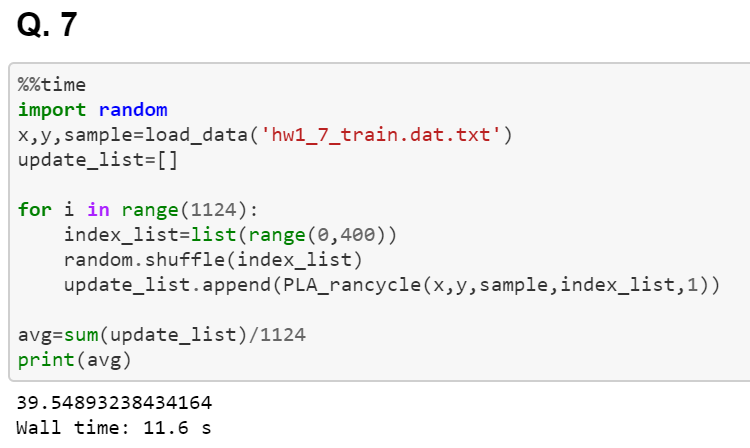 Q. 7
%%time
import random
x,y,sample=load_data('hw1_7_train.dat.txt')
update_list=[]
for i in range(1124):
    index_list=list(range(0,400))
    random.shuffle(index_list)
    update_list.append(PLA_rancycle(x,y,sample,index_list,1))
avg=sum(update_list)/1124
print(avg)
39.54893238434164
Wall time: 11.6 s